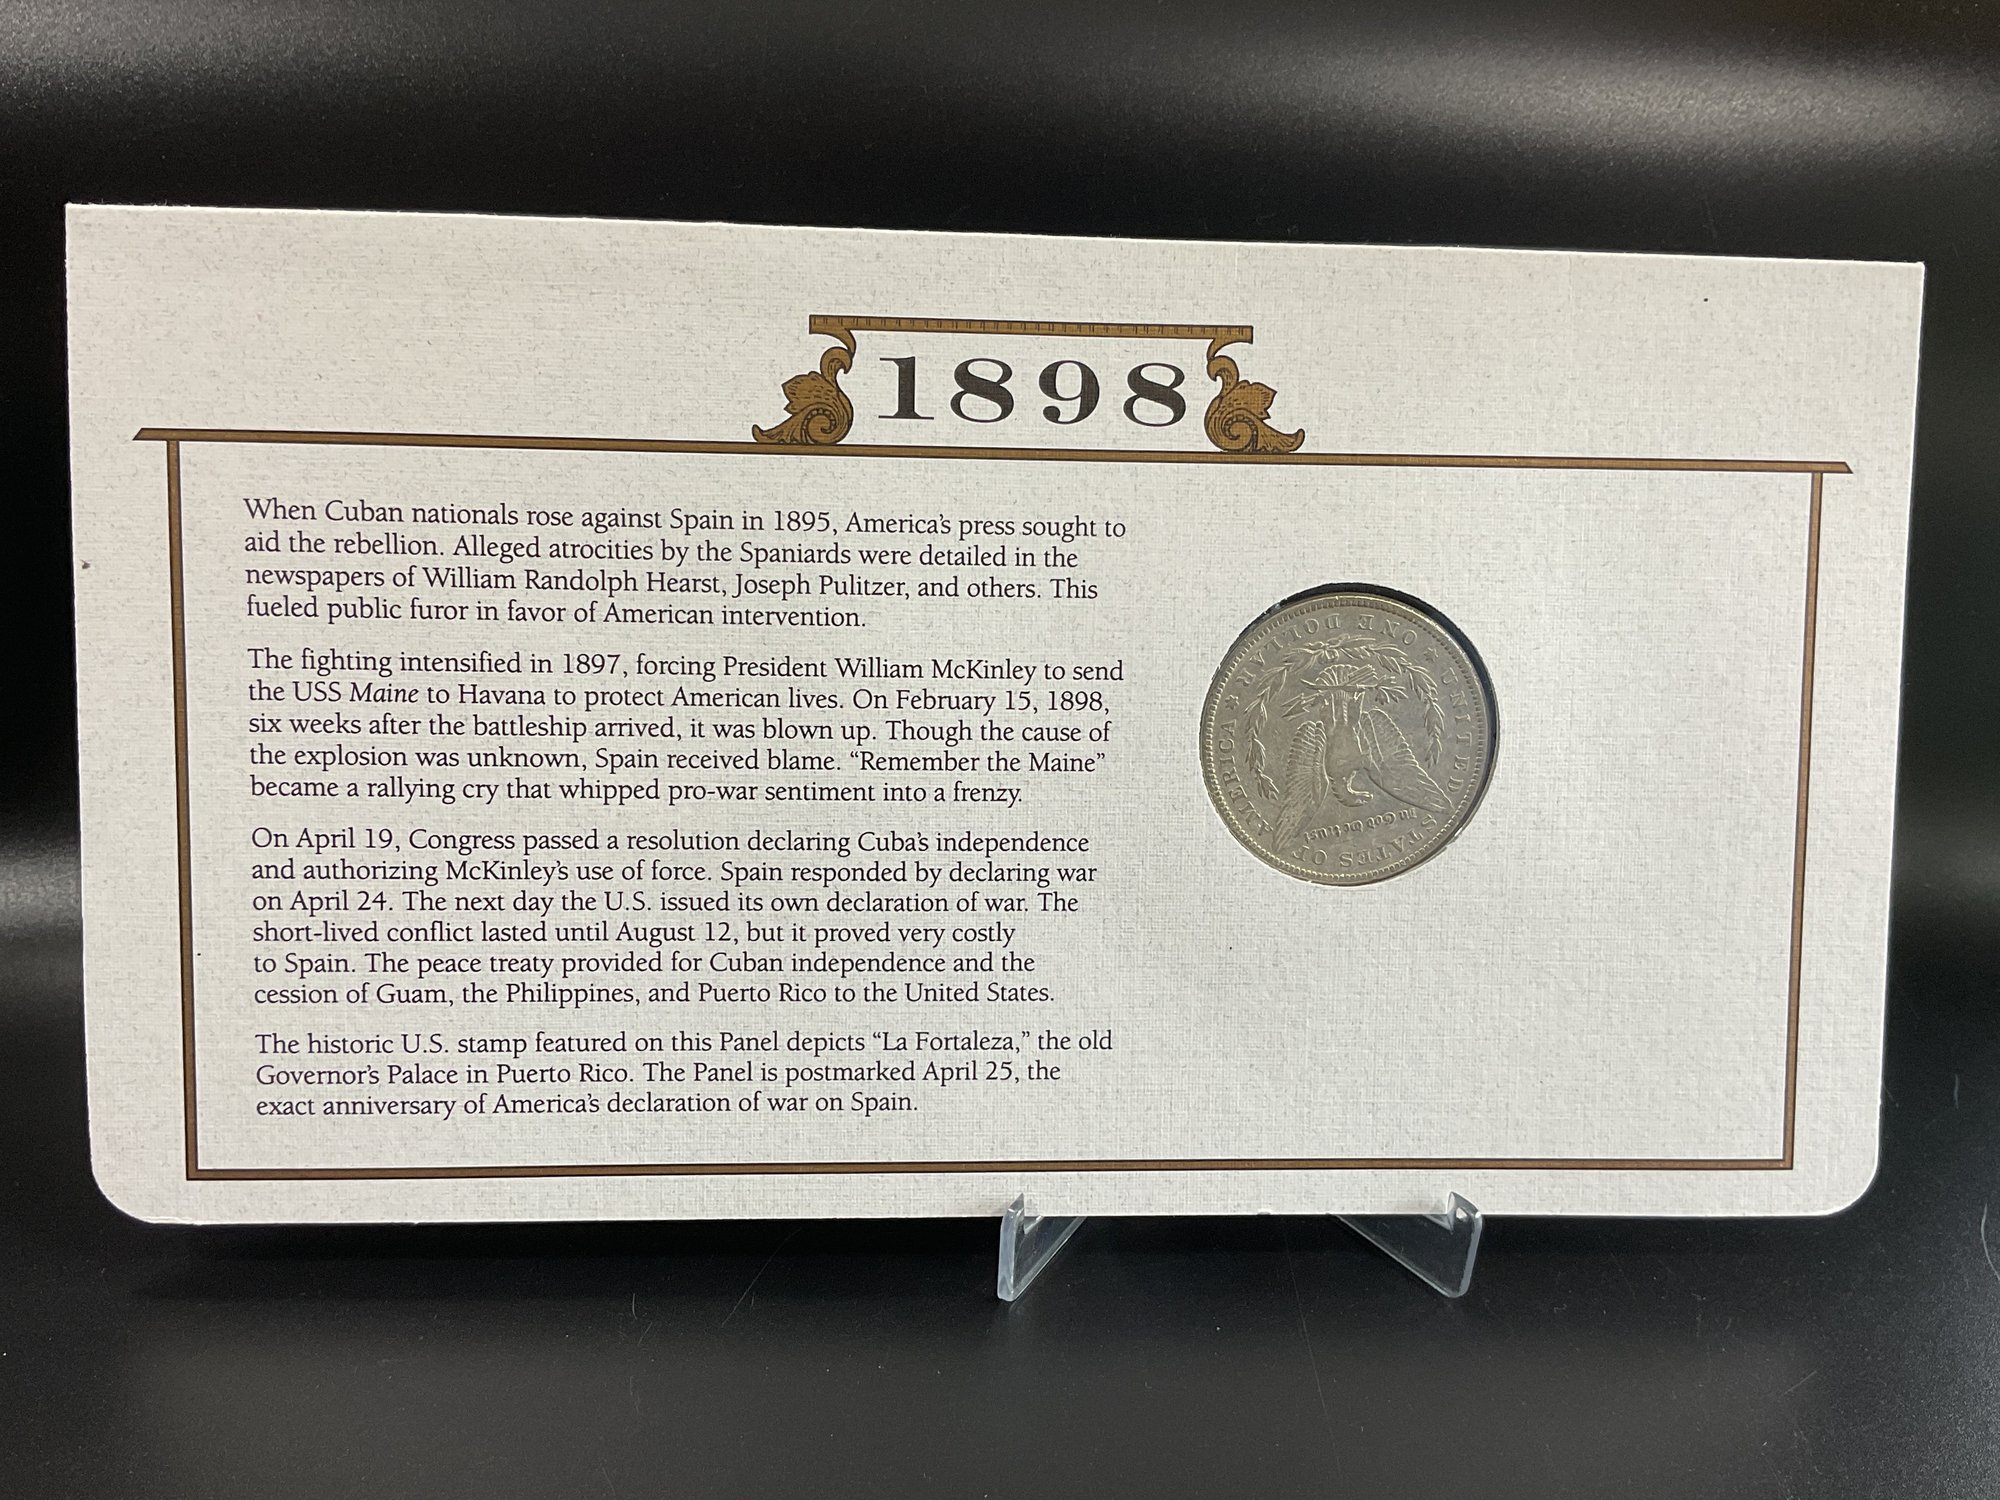 1898
When Cuban nationals rose against Spain in 1895, America's press sought to
aid the rebellion. Alleged atrocities by the Spaniards were detailed in the
newspapers of William Randolph Hearst, Joseph Pulitzer, and others. This
fueled public furor in favor of American intervention.
The fighting intensified in 1897, forcing President William McKinley to send
the USS Maine to Havana to protect American lives. On February 15, 1898,
six weeks after the battleship arrived, it was blown up. Though the cause of
the explosion was unknown, Spain received blame. “Remember the Maine”
became a rallying cry that whipped pro-war sentiment into a frenzy.
On April 19, Congress passed a resolution declaring Cuba's independence
and authorizing McKinley's use of force. Spain responded by declaring war
on April 24. The next day the U.S. issued its own declaration of war. The
short-lived conflict lasted until August 12, but it proved very costly
to Spain. The peace treaty provided for Cuban independence and the
cession of Guam, the Philippines, and Puerto Rico to the United States.
The historic U.S. stamp featured on this Panel depicts “La Fortaleza,” the old
Governor's Palace in Puerto Rico. The Panel is postmarked April 25, the
exact anniversary of America's declaration of war on Spain.
UNITED STATES OF AMERICA
In God we trust
ONE DOLLAR